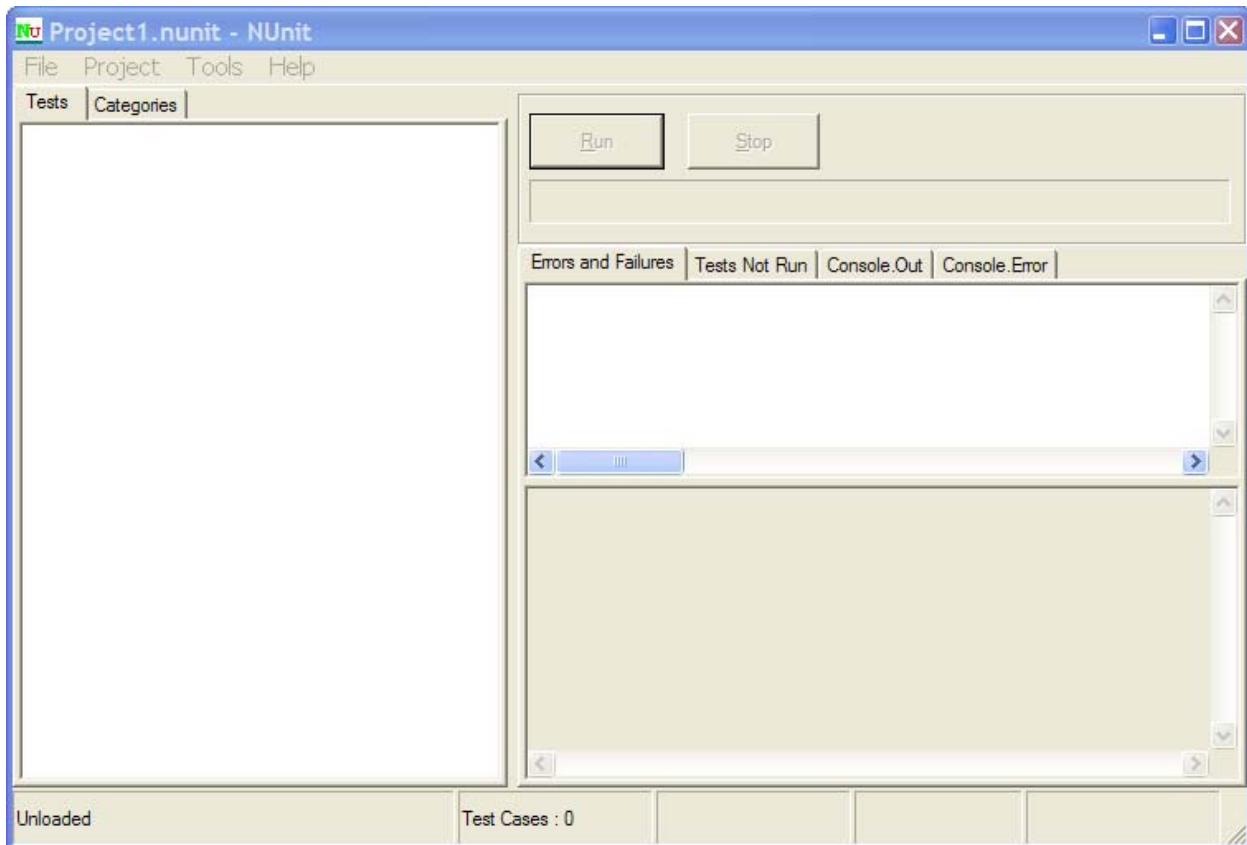 NU Project1.nunit - NUnit
File Project Tools Help
Tests Categories
Run Stop
Errors and Failures Tests Not Run Console.Out Console.Error
Unloaded Test Cases : 0